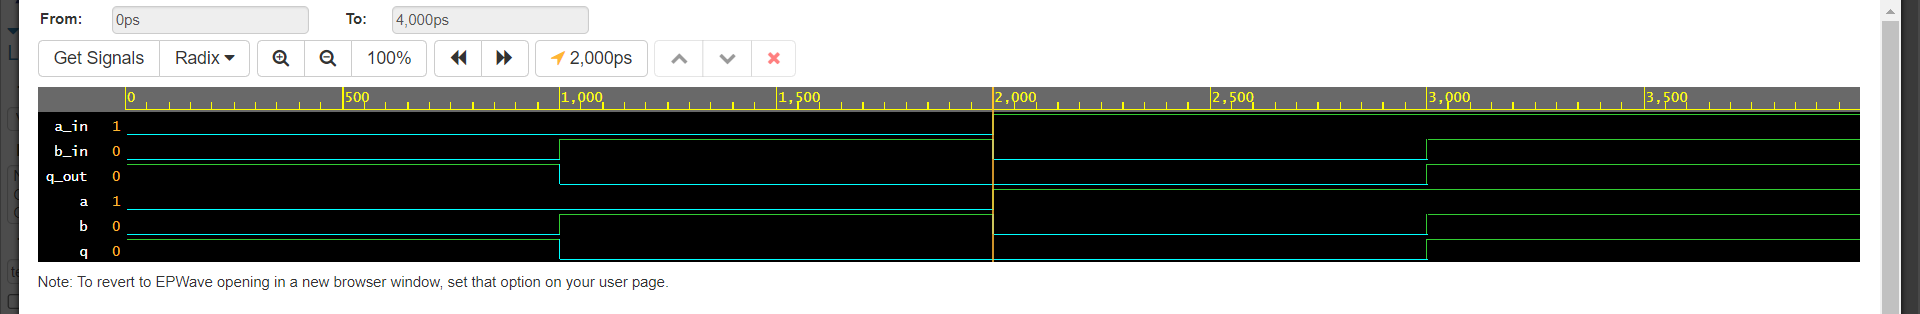 From: 0ps To: 4,000ps
Get Signals Radix 100% 2,000ps
0 500 1,000 1,500 2,000 2,500 3,000 3,500
a_in 1
b_in 0
q_out 0
a 1
b 0
q 0
Note: To revert to EPWave opening in a new browser window, set that option on your user page.